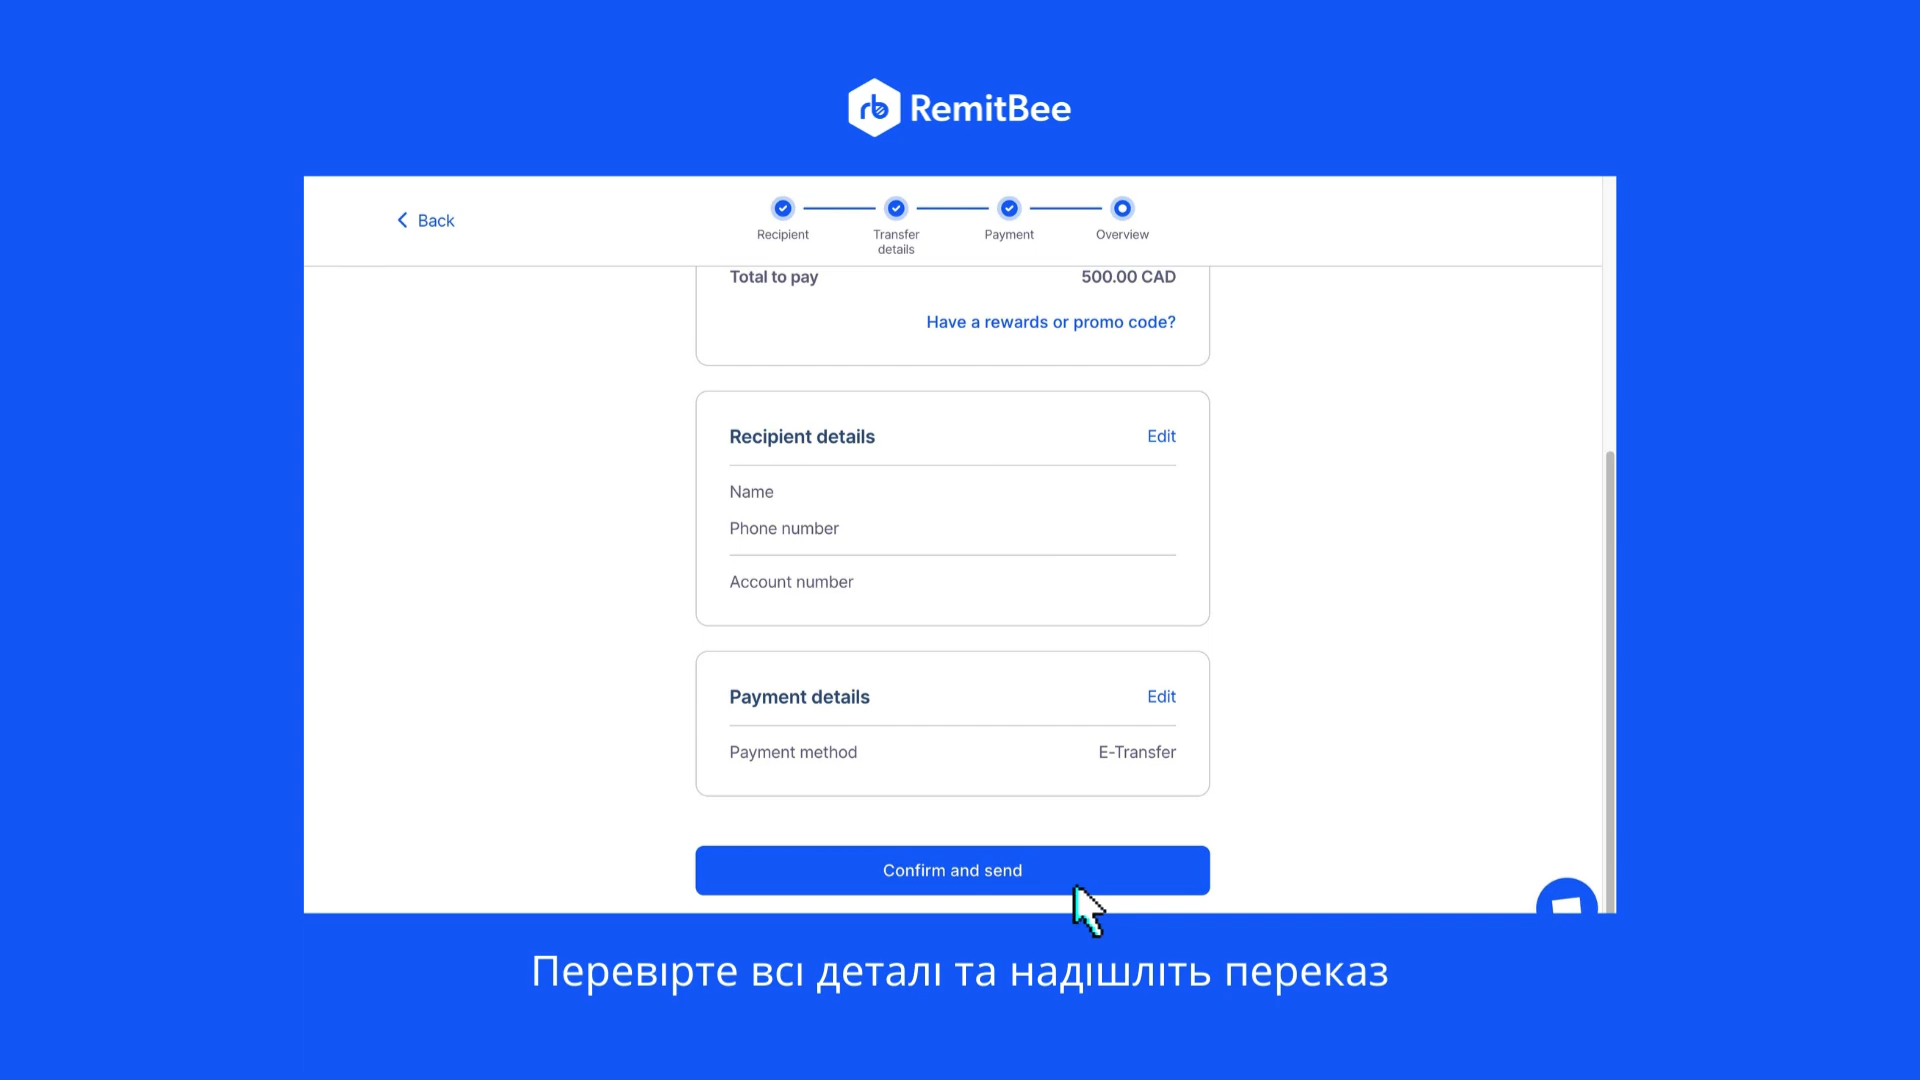 RemitBee
Back
Recipient
Transfer
details
Payment
Overview
Total to pay 500.00 CAD
Have a rewards or promo code?
Recipient details Edit
Name
Phone number
Account number
Payment details Edit
Payment method E-Transfer
Confirm and send
Перевірте всі деталі та надішліть переказ